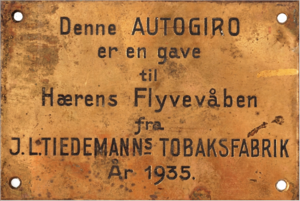 Denne AUTOGIRO
er en gave
til
Hærens Flyvevåben
fra
J.L.TIEDEMANNS TOBAKSFABRIK
År 1935.